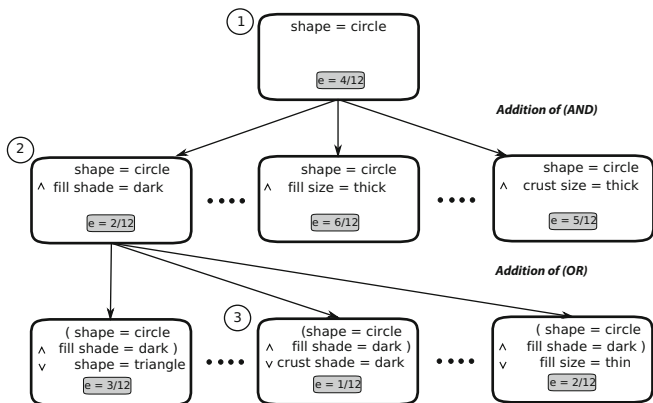 1
shape = circle
e = 4/12
Addition of (AND)
2
shape = circle
^ fill shade = dark
e = 2/12
shape = circle
^ fill size = thick
e = 6/12
shape = circle
^ crust size = thick
e = 5/12
Addition of (OR)
( shape = circle
^ fill shade = dark )
v shape = triangle
e = 3/12
3
(shape = circle
^ fill shade = dark )
v crust shade = dark
e = 1/12
( shape = circle
^ fill shade = dark )
v fill size = thin
e = 2/12